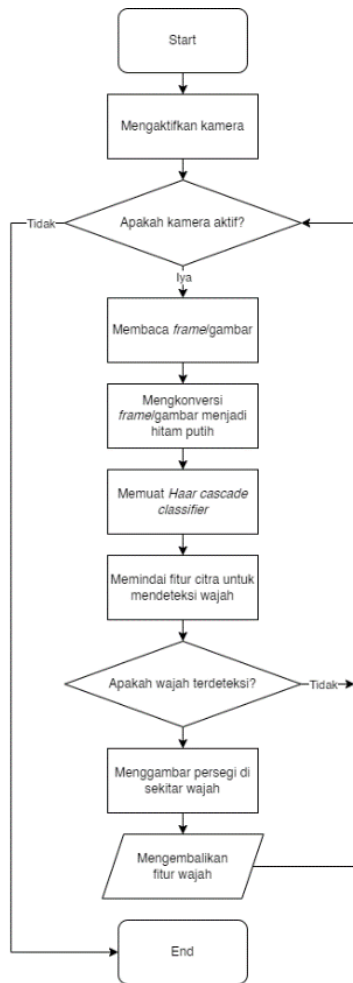 Start
Mengaktifkan kamera
Tidak
Apakah kamera aktif?
Iya
Membaca frame/gambar
Mengkonversi
frame/gambar menjadi
hitam putih
Memuat Haar cascade
classifier
Memindai fitur citra untuk
mendeteksi wajah
Apakah wajah terdeteksi?
Tidak
Menggambar persegi di
sekitar wajah
Mengembalikan
fitur wajah
End